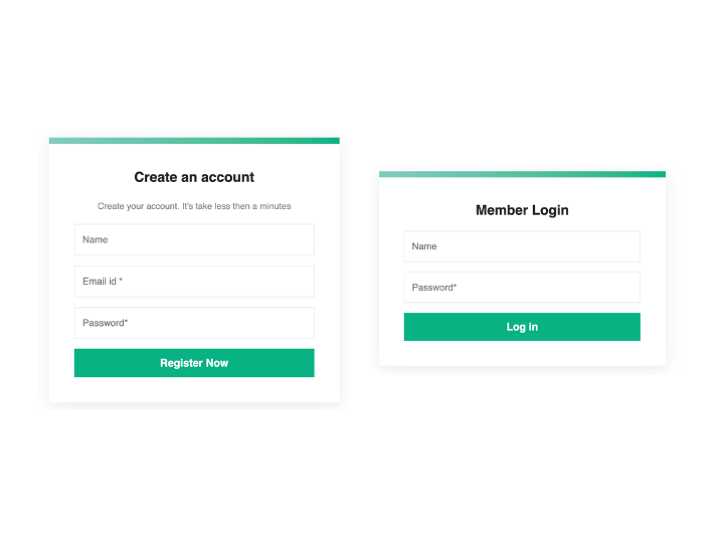 Create an account
Create your account. It's take less then a minutes
Name
Email id *
Password*
Register Now
Member Login
Name
Password*
Log in